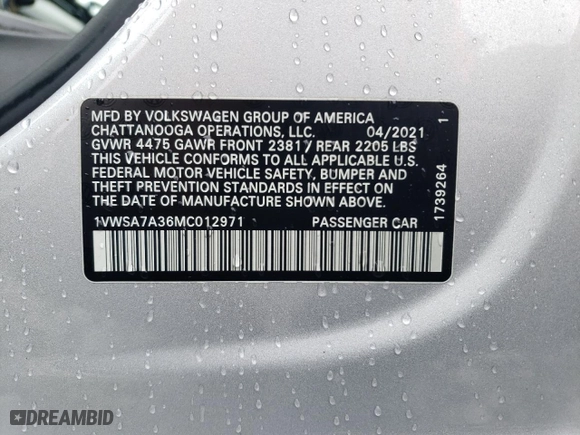 MFD BY VOLKSWAGEN GROUP OF AMERICA
CHATTANOOGA OPERATIONS, LLC. 04/2021
GVWR 4475 GAWR FRONT 2381 / REAR 2205 LBS
THIS VEHICLE CONFORMS TO ALL APPLICABLE U.S.
FEDERAL MOTOR VEHICLE SAFETY, BUMPER AND
THEFT PREVENTION STANDARDS IN EFFECT ON THE
DATE OF MANUFACTURE SHOWN ABOVE.
1VWSA7A36MC012971 PASSENGER CAR
1739264 1
DREAMBID